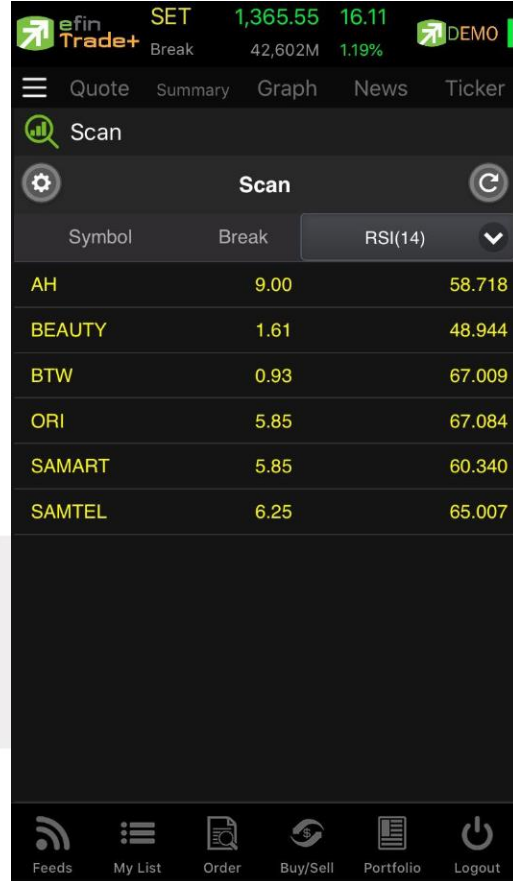 efin SET 1,365.55 16.11
Trade+ Break 42,602M 1.19% DEMO
Quote Summary Graph News Ticker
Scan
Scan
Symbol Break RSI(14)
AH 9.00 58.718
BEAUTY 1.61 48.944
BTW 0.93 67.009
ORI 5.85 67.084
SAMART 5.85 60.340
SAMTEL 6.25 65.007
Feeds My List Order Buy/Sell Portfolio Logout